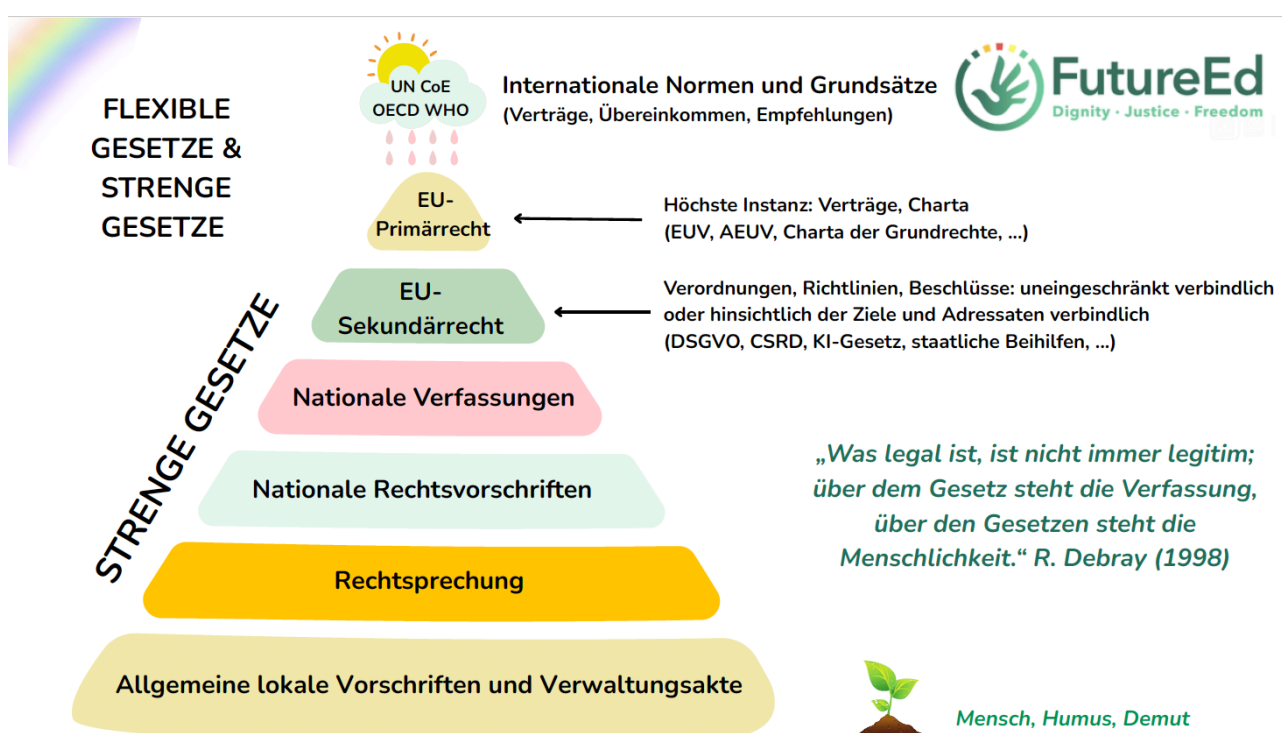 FLEXIBLE
GESETZE &
STRENGE
GESETZE
UN CoE
OECD WHO
Internationale Normen und Grundsätze
(Verträge, Übereinkommen, Empfehlungen)
FutureEd
Dignity · Justice · Freedom
EU-
Primärrecht
Höchste Instanz: Verträge, Charta
(EUV, AEUV, Charta der Grundrechte, ...)
EU-
Sekundärrecht
Verordnungen, Richtlinien, Beschlüsse: uneingeschränkt verbindlich
oder hinsichtlich der Ziele und Adressaten verbindlich
(DSGVO, CSRD, KI-Gesetz, staatliche Beihilfen, ...)
STRENGE GESETZE
Nationale Verfassungen
Nationale Rechtsvorschriften
Rechtsprechung
Allgemeine lokale Vorschriften und Verwaltungsakte
„Was legal ist, ist nicht immer legitim;
über dem Gesetz steht die Verfassung,
über den Gesetzen steht die
Menschlichkeit.“ R. Debray (1998)
Mensch, Humus, Demut